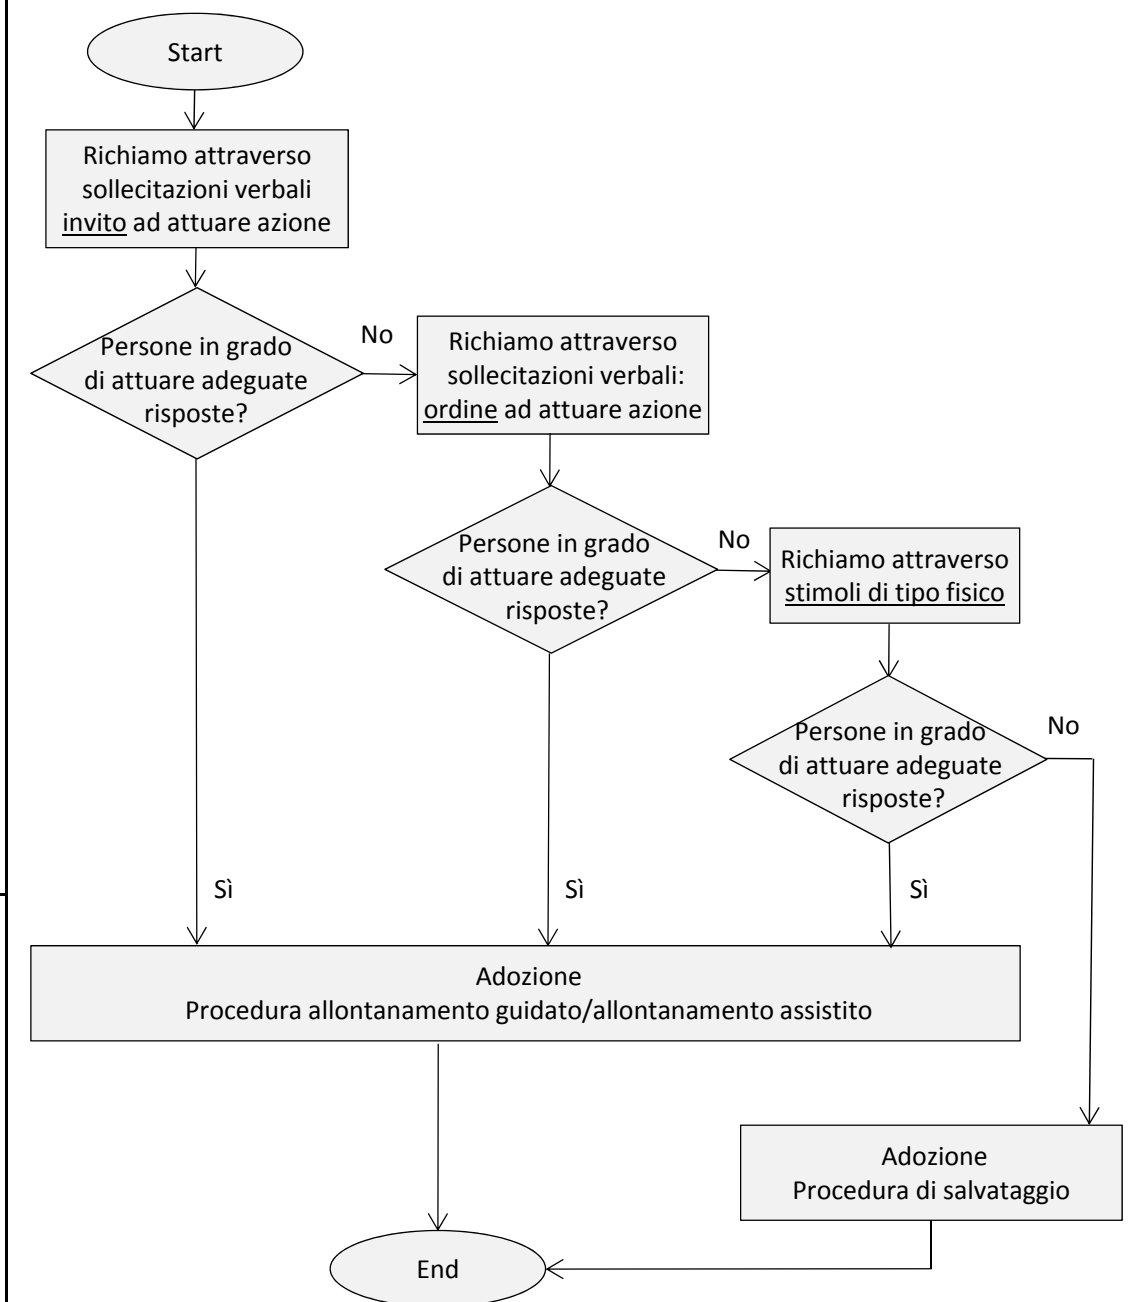 Start
Richiamo attraverso
sollecitazioni verbali
invito ad attuare azione
Persone in grado
di attuare adeguate
risposte?
No
Richiamo attraverso
sollecitazioni verbali:
ordine ad attuare azione
Persone in grado
di attuare adeguate
risposte?
No
Richiamo attraverso
stimoli di tipo fisico
Persone in grado
di attuare adeguate
risposte?
No
Sì
Sì
Sì
Adozione
Procedura allontanamento guidato/allontanamento assistito
Adozione
Procedura di salvataggio
End